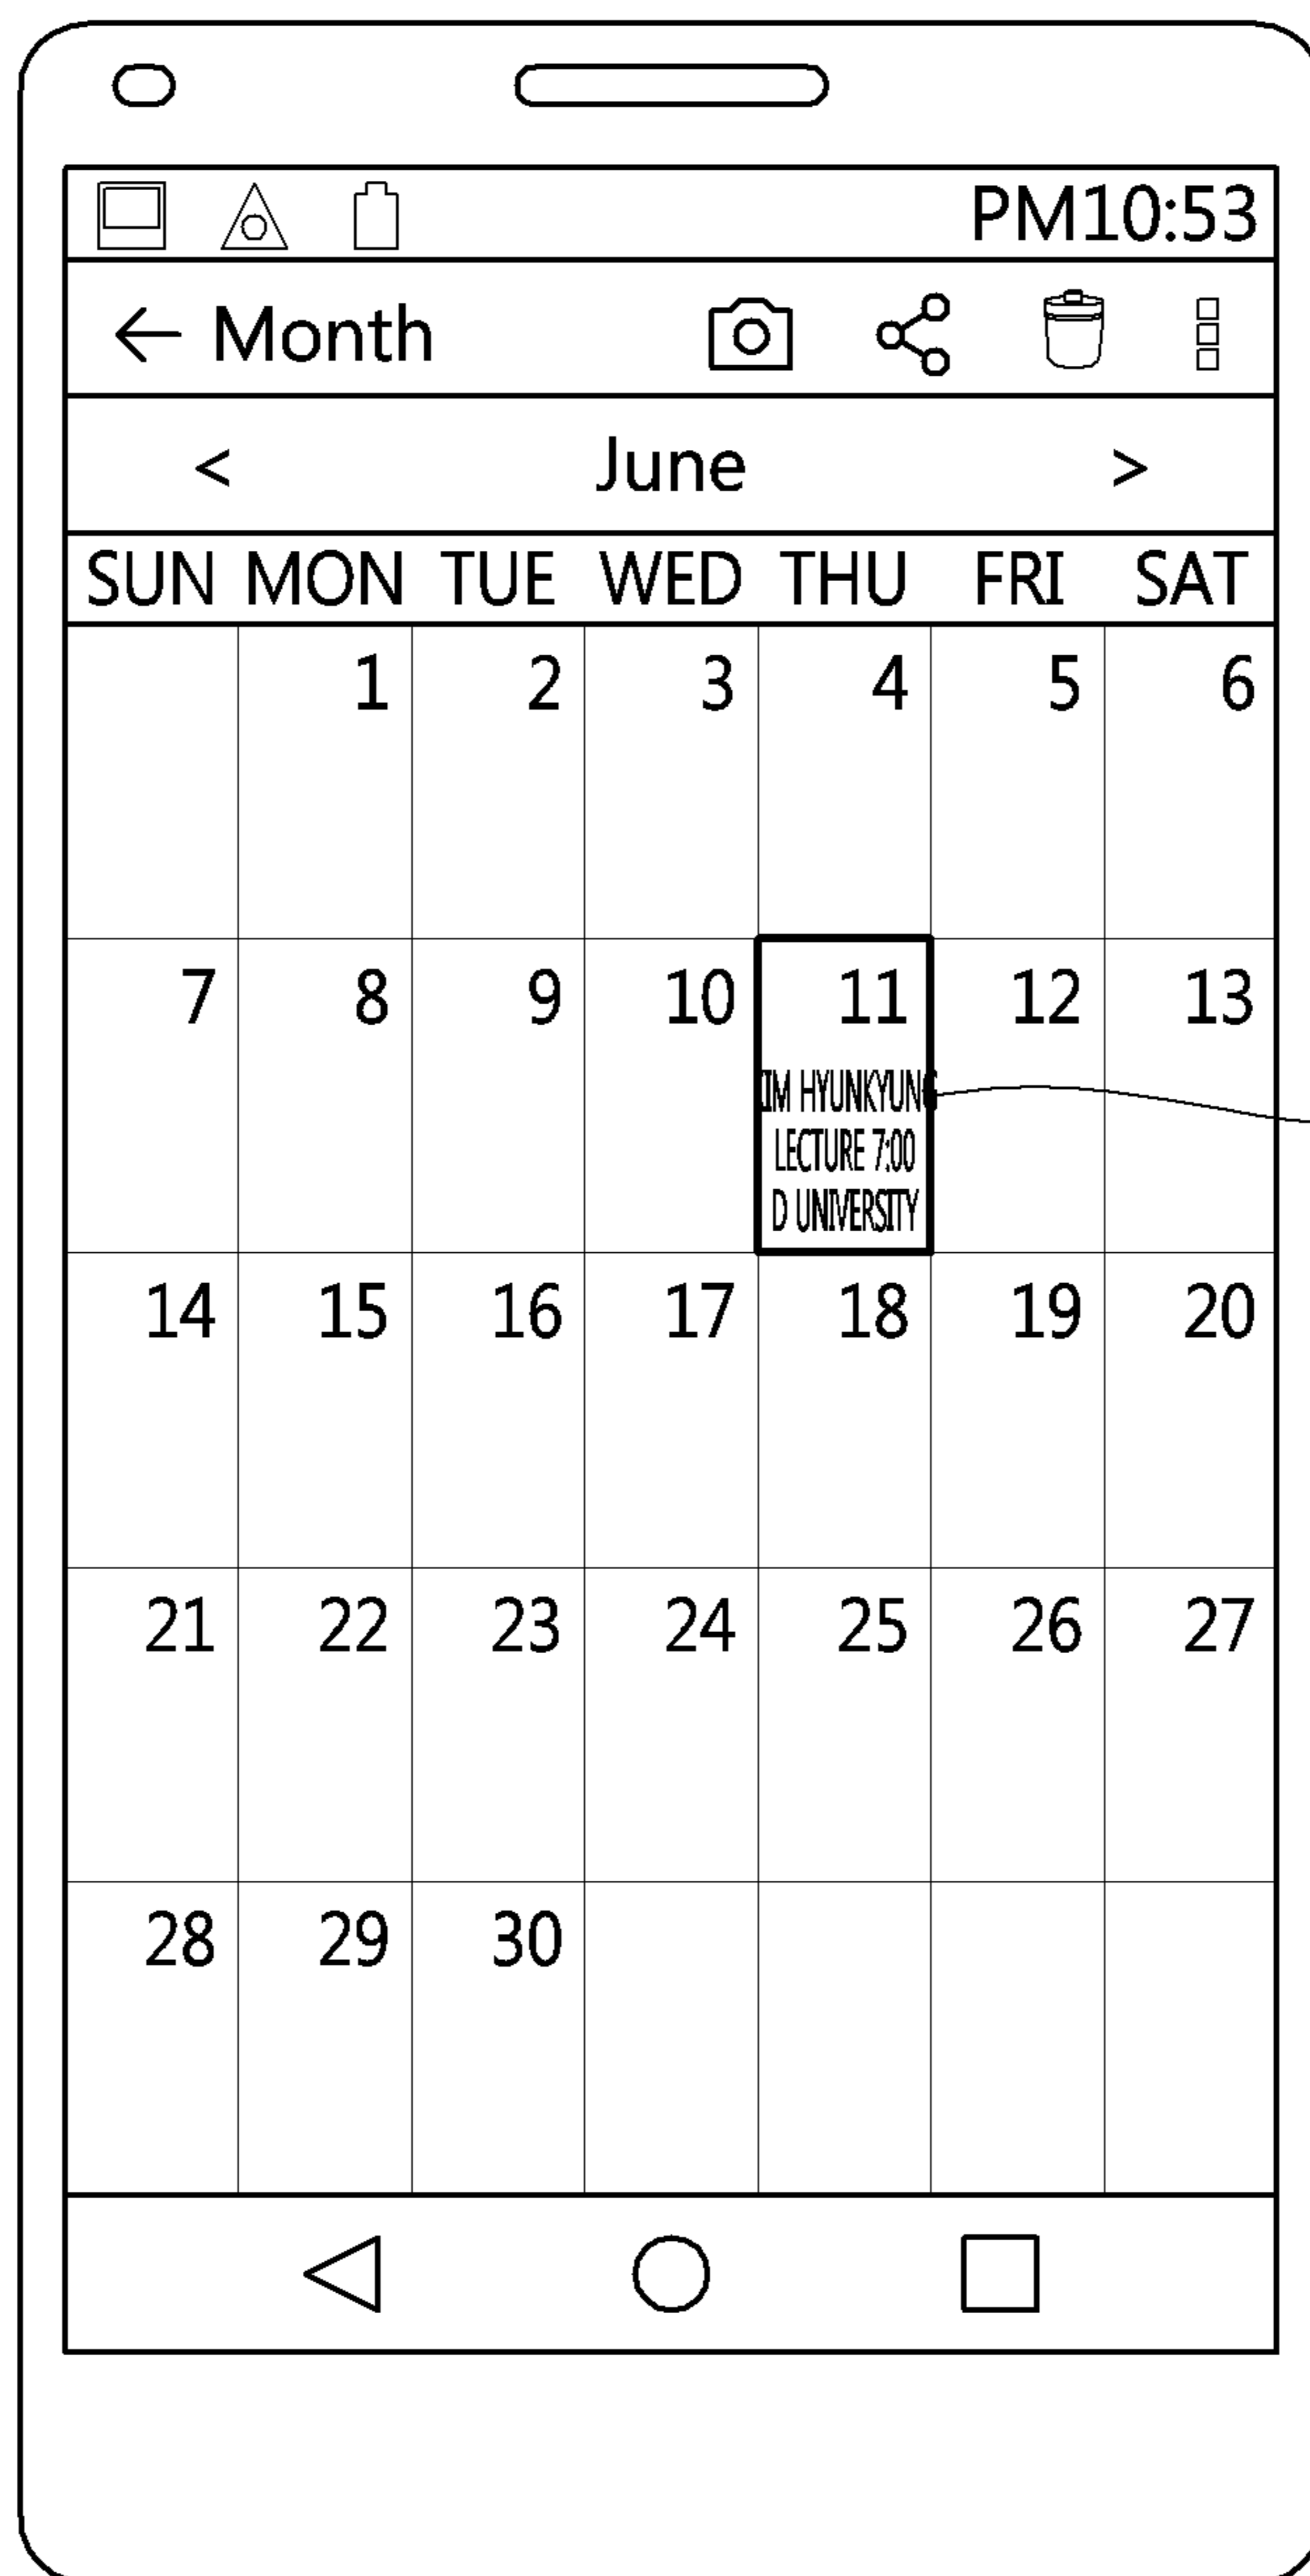 PM10:53
Month
< June >
SUN MON TUE WED THU FRI SAT
1 2 3 4 5 6
7 8 9 10 11 12 13
KIM HYUNKYUNG
LECTURE 7:00
D UNIVERSITY
14 15 16 17 18 19 20
21 22 23 24 25 26 27
28 29 30